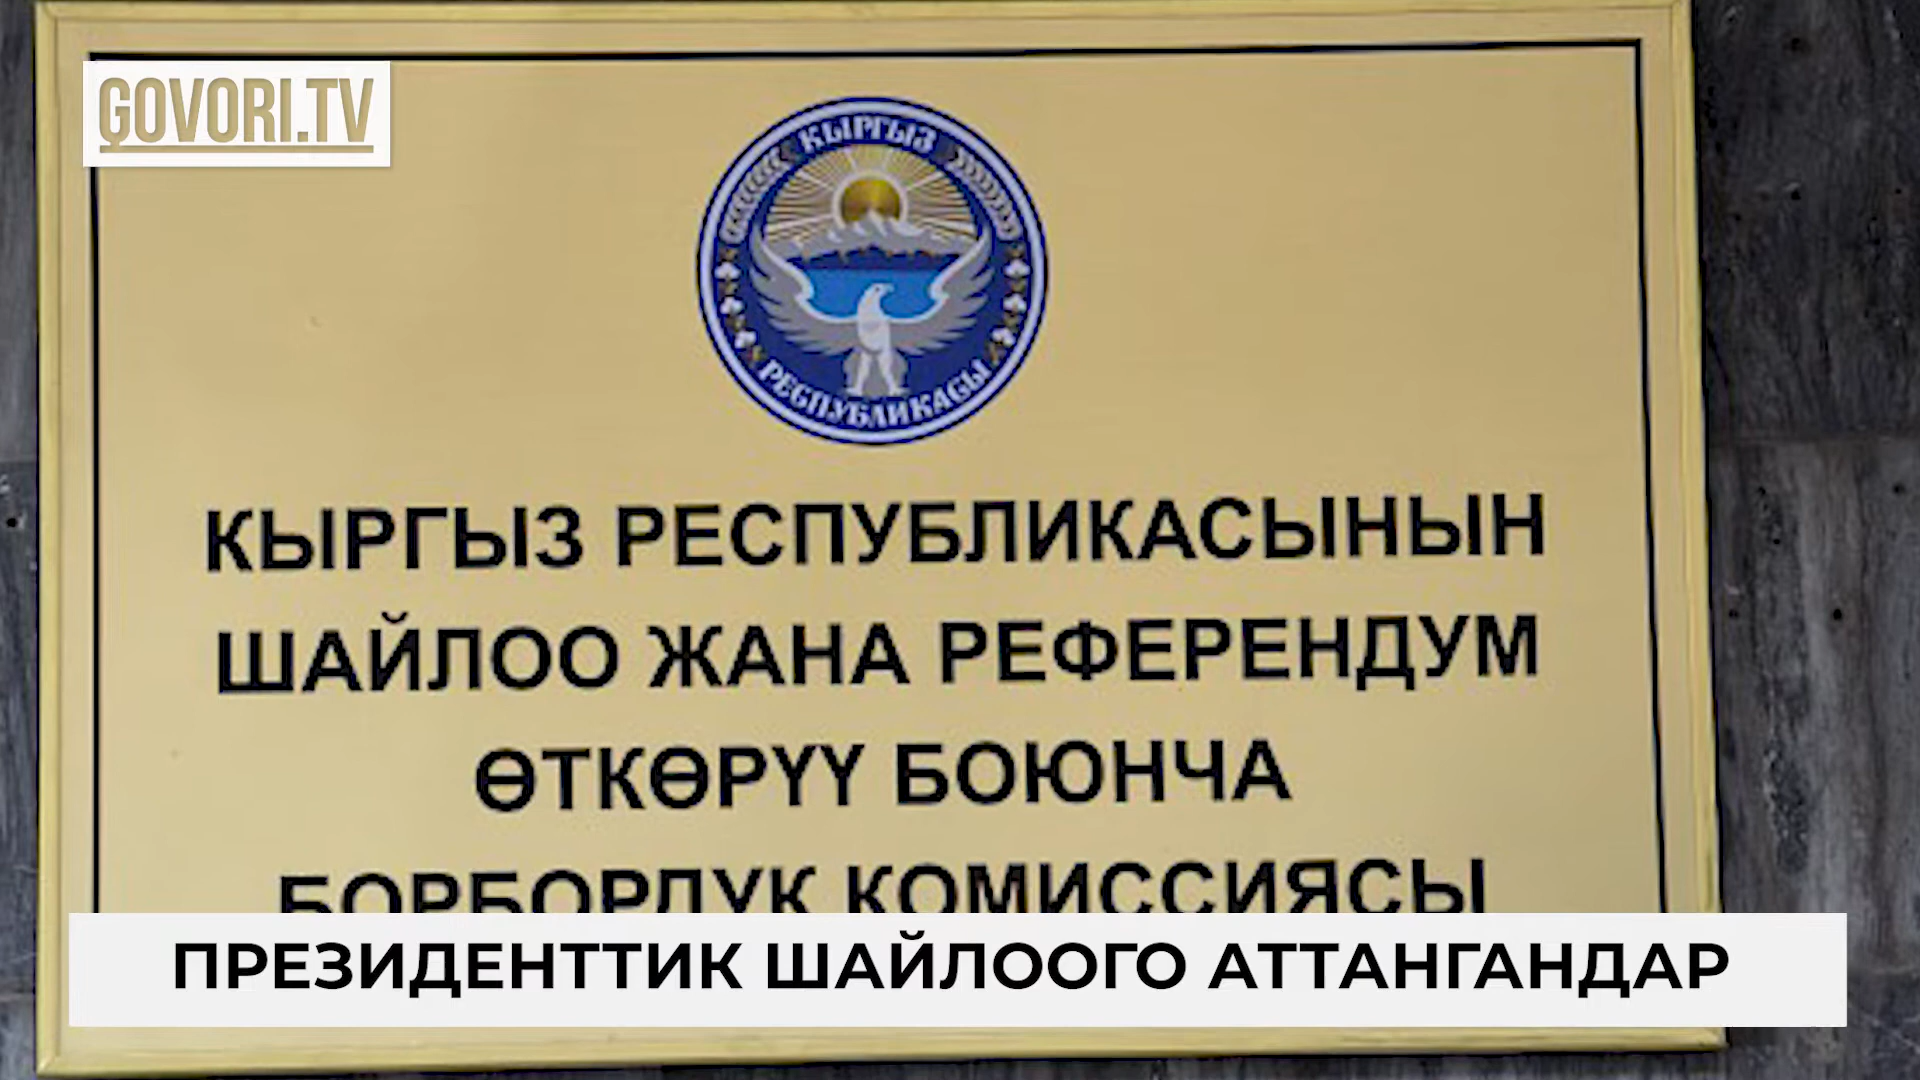 GOVORI.TV
КЫРГЫЗ
РЕСПУБЛИКАСЫ
КЫРГЫЗ РЕСПУБЛИКАСЫНЫН
ШАЙЛОО ЖАНА РЕФЕРЕНДУМ
ӨТКӨРҮҮ БОЮНЧА
БОРБОРДУК КОМИССИЯСЫ
ПРЕЗИДЕНТТИК ШАЙЛООГО АТТАНГАНДАР